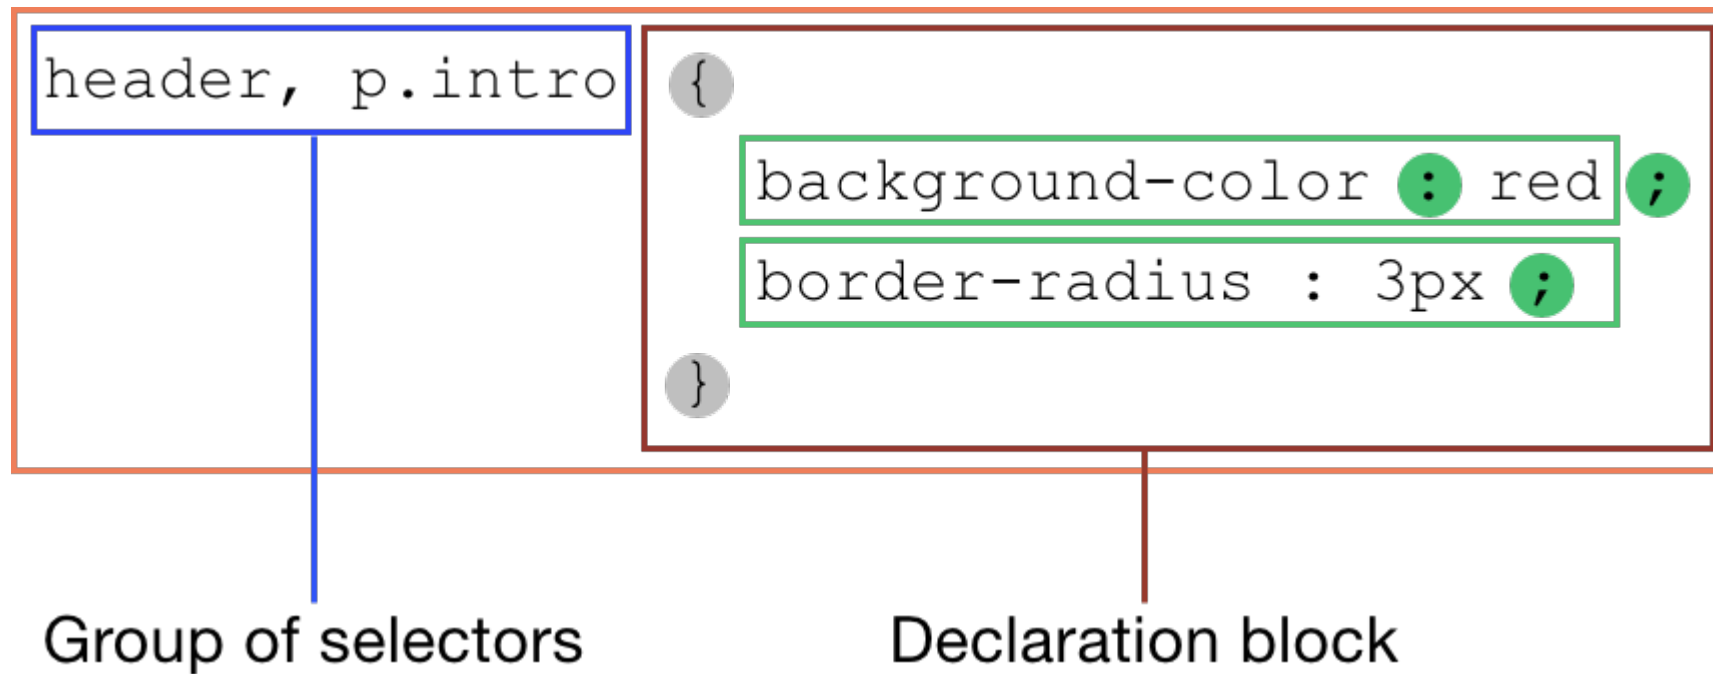 header, p.intro {
background-color : red ;
border-radius : 3px ;
}
Group of selectors
Declaration block